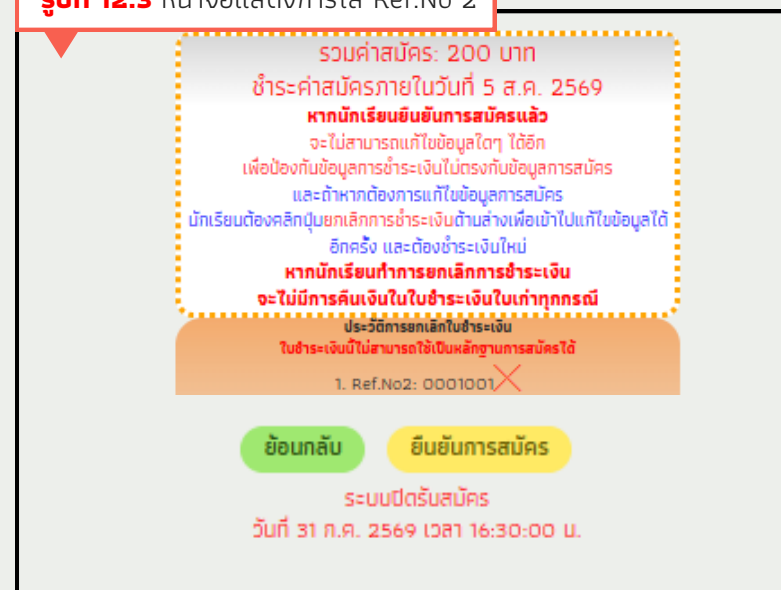 รูปที่ 12.3 หน้าจอแสดงการใส่ Ref.No 2
รวมค่าสมัคร: 200 บาท
ชำระค่าสมัครภายในวันที่ 5 ส.ค. 2569
หากนักเรียนยืนยันการสมัครแล้ว
จะไม่สามารถแก้ไขข้อมูลใดๆ ได้อีก
เพื่อป้องกันข้อมูลการชำระเงินไม่ตรงกับข้อมูลการสมัคร
และถ้าหากต้องการแก้ไขข้อมูลการสมัคร
นักเรียนต้องคลิกปุ่มยกเลิกการชำระเงินด้านล่างเพื่อเข้าไปแก้ไขข้อมูลได้
อีกครั้ง และต้องชำระเงินใหม่
หากนักเรียนทำการยกเลิกการชำระเงิน
จะไม่มีการคืนเงินในใบชำระเงินใบเก่าทุกกรณี
ประวัติการยกเลิกใบชำระเงิน
ใบชำระเงินนี้ไม่สามารถใช้เป็นหลักฐานการสมัครได้
1. Ref.No2: 0001001
ย้อนกลับ ยืนยันการสมัคร
ระบบปิดรับสมัคร
วันที่ 31 ก.ค. 2569 เวลา 16:30:00 น.